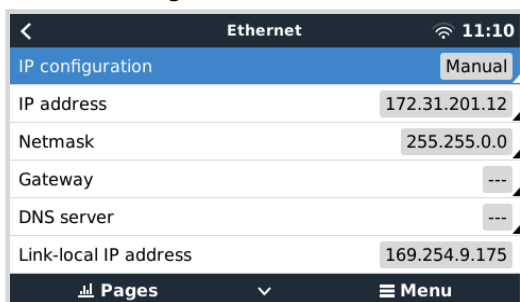 Ethernet 11:10
IP configuration Manual
IP address 172.31.201.12
Netmask 255.255.0.0
Gateway ---
DNS server ---
Link-local IP address 169.254.9.175
Pages Menu